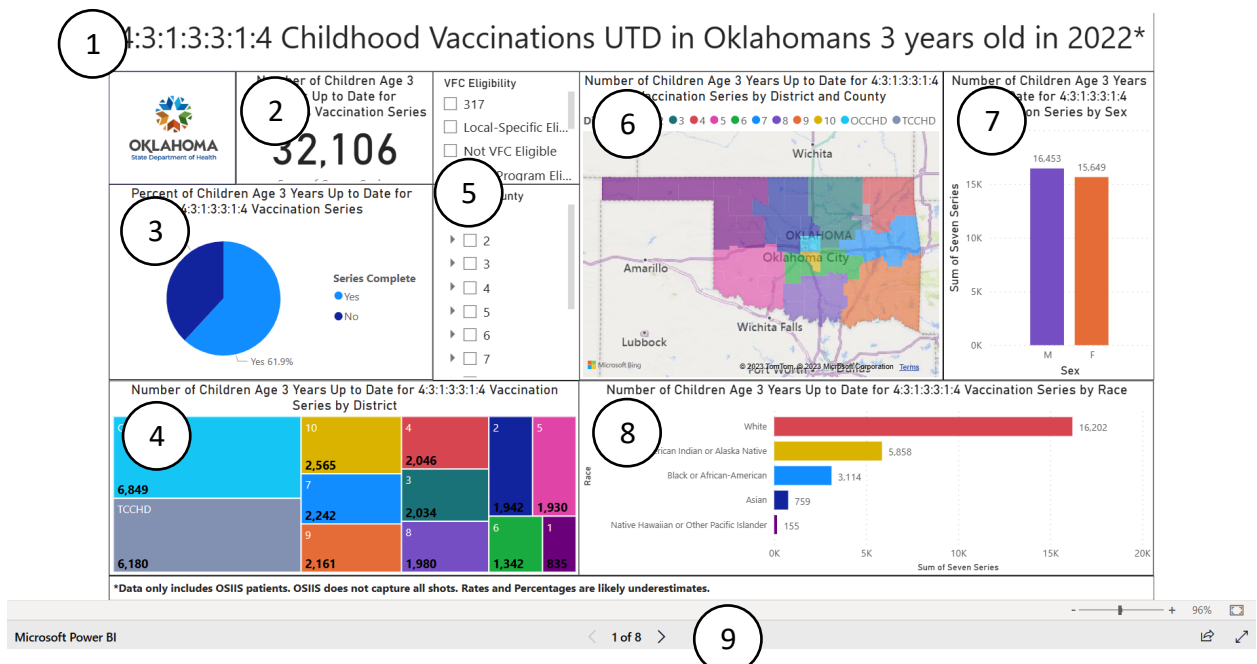 1
4:3:1:3:3:1:4 Childhood Vaccinations UTD in Oklahomans 3 years old in 2022*
OKLAHOMA
State Department of Health
2
Number of Children Age 3
Up to Date for
Vaccination Series
32,106
VFC Eligibility
317
Local-Specific Eli...
Not VFC Eligible
Program Eli...
3
Percent of Children Age 3 Years Up to Date for
4:3:1:3:3:1:4 Vaccination Series
Series Complete
Yes
No
Yes 61.9%
5
2
3
4
5
6
7
6
Number of Children Age 3 Years Up to Date for 4:3:1:3:3:1:4
Vaccination Series by District and County
3 4 5 6 7 8 9 10 OCCHD TCCHD
Wichita
OKLAHOMA
Oklahoma City
Amarillo
Wichita Falls
Lubbock
Fort Worth Dallas
Microsoft Bing
© 2023 TomTom, © 2023 Microsoft Corporation Terms
7
Number of Children Age 3 Years
Date for 4:3:1:3:3:1:4
Series by Sex
Sum of Seven Series
15K
10K
5K
0K
16,453
15,649
M F
Sex
4
Number of Children Age 3 Years Up to Date for 4:3:1:3:3:1:4 Vaccination
Series by District
6,849
TCCHD
6,180
10
2,565
7
2,242
9
2,161
4
2,046
3
2,034
8
1,980
2
1,942
5
1,930
6
1,342
1
835
8
Number of Children Age 3 Years Up to Date for 4:3:1:3:3:1:4 Vaccination Series by Race
Race
White 16,202
Indian or Alaska Native 5,858
Black or African-American 3,114
Asian 759
Native Hawaiian or Other Pacific Islander 155
0K 5K 10K 15K 20K
Sum of Seven Series
*Data only includes OSIIS patients. OSIIS does not capture all shots. Rates and Percentages are likely underestimates.
- + 96%
Microsoft Power BI
< 1 of 8 >
9